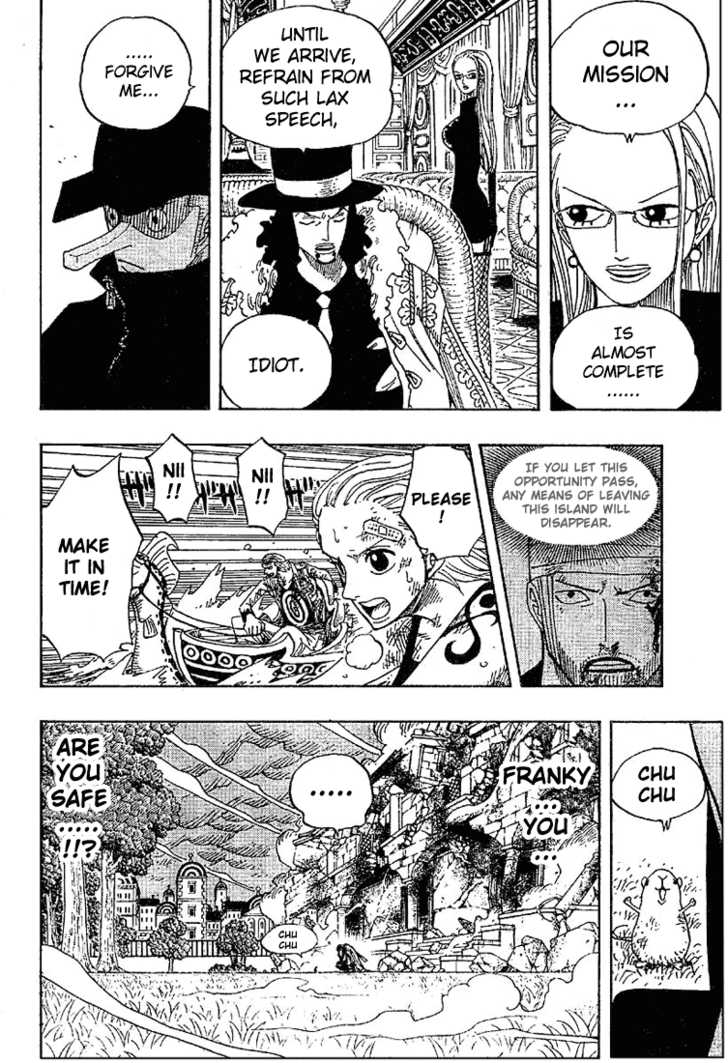 OUR
MISSION
...
IS
ALMOST
COMPLETE
......
UNTIL
WE ARRIVE,
REFRAIN FROM
SUCH LAX
SPEECH,
IDIOT.
.....
FORGIVE
ME...
IF YOU LET THIS
OPPORTUNITY PASS,
ANY MEANS OF LEAVING
THIS ISLAND WILL
DISAPPEAR.
PLEASE
!
NII
!!
NII
!!
MAKE
IT IN
TIME!
CHU
CHU
FRANKY
...
YOU
...
.....
CHU
CHU
ARE
YOU
SAFE
.....
!!?